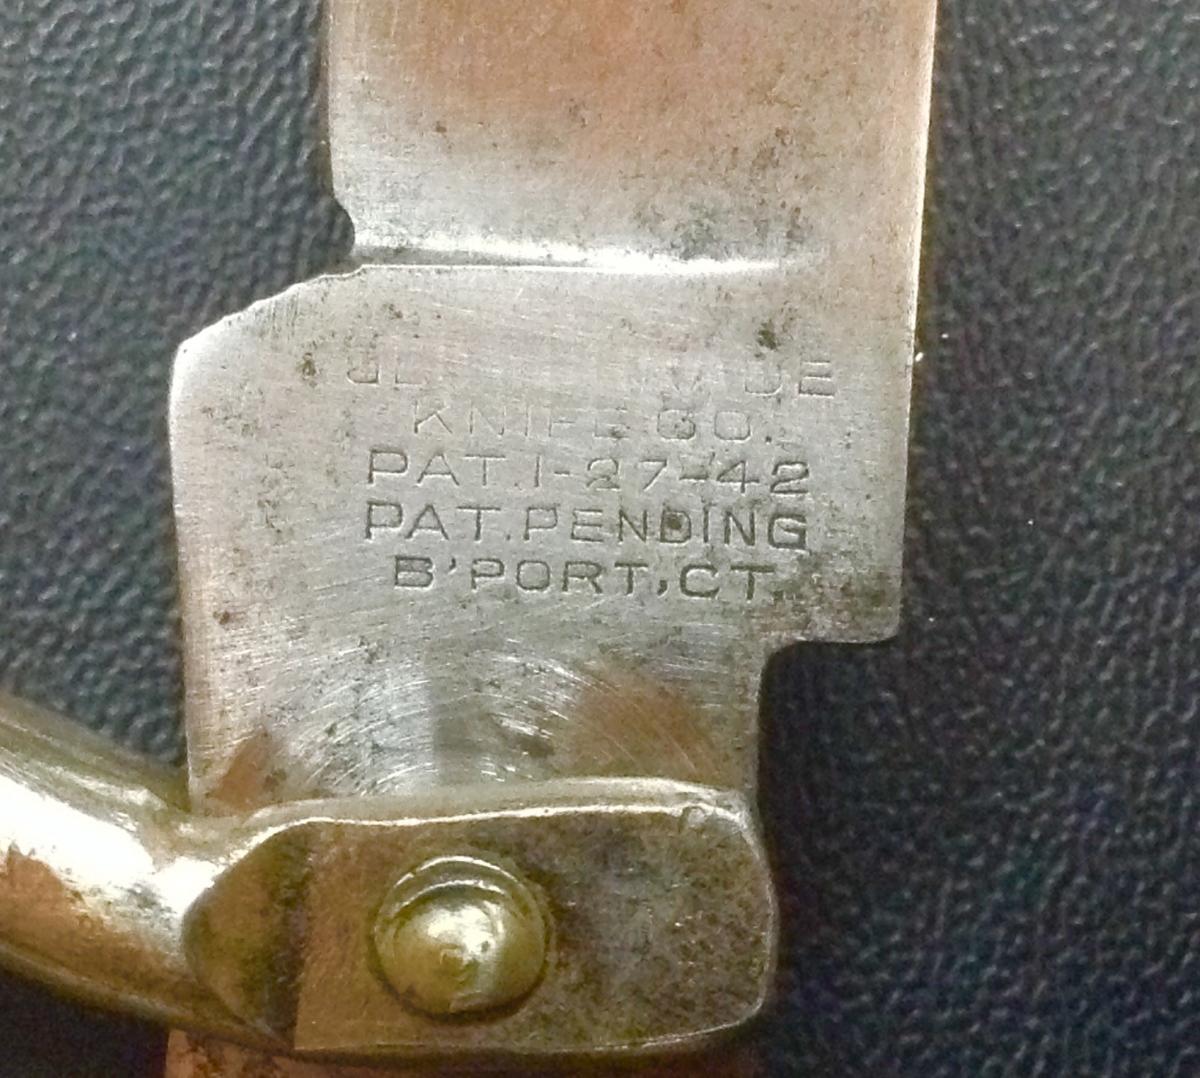 KNIFE CO.
PAT.1-27-42
PAT.PENDING
B'PORT,CT.